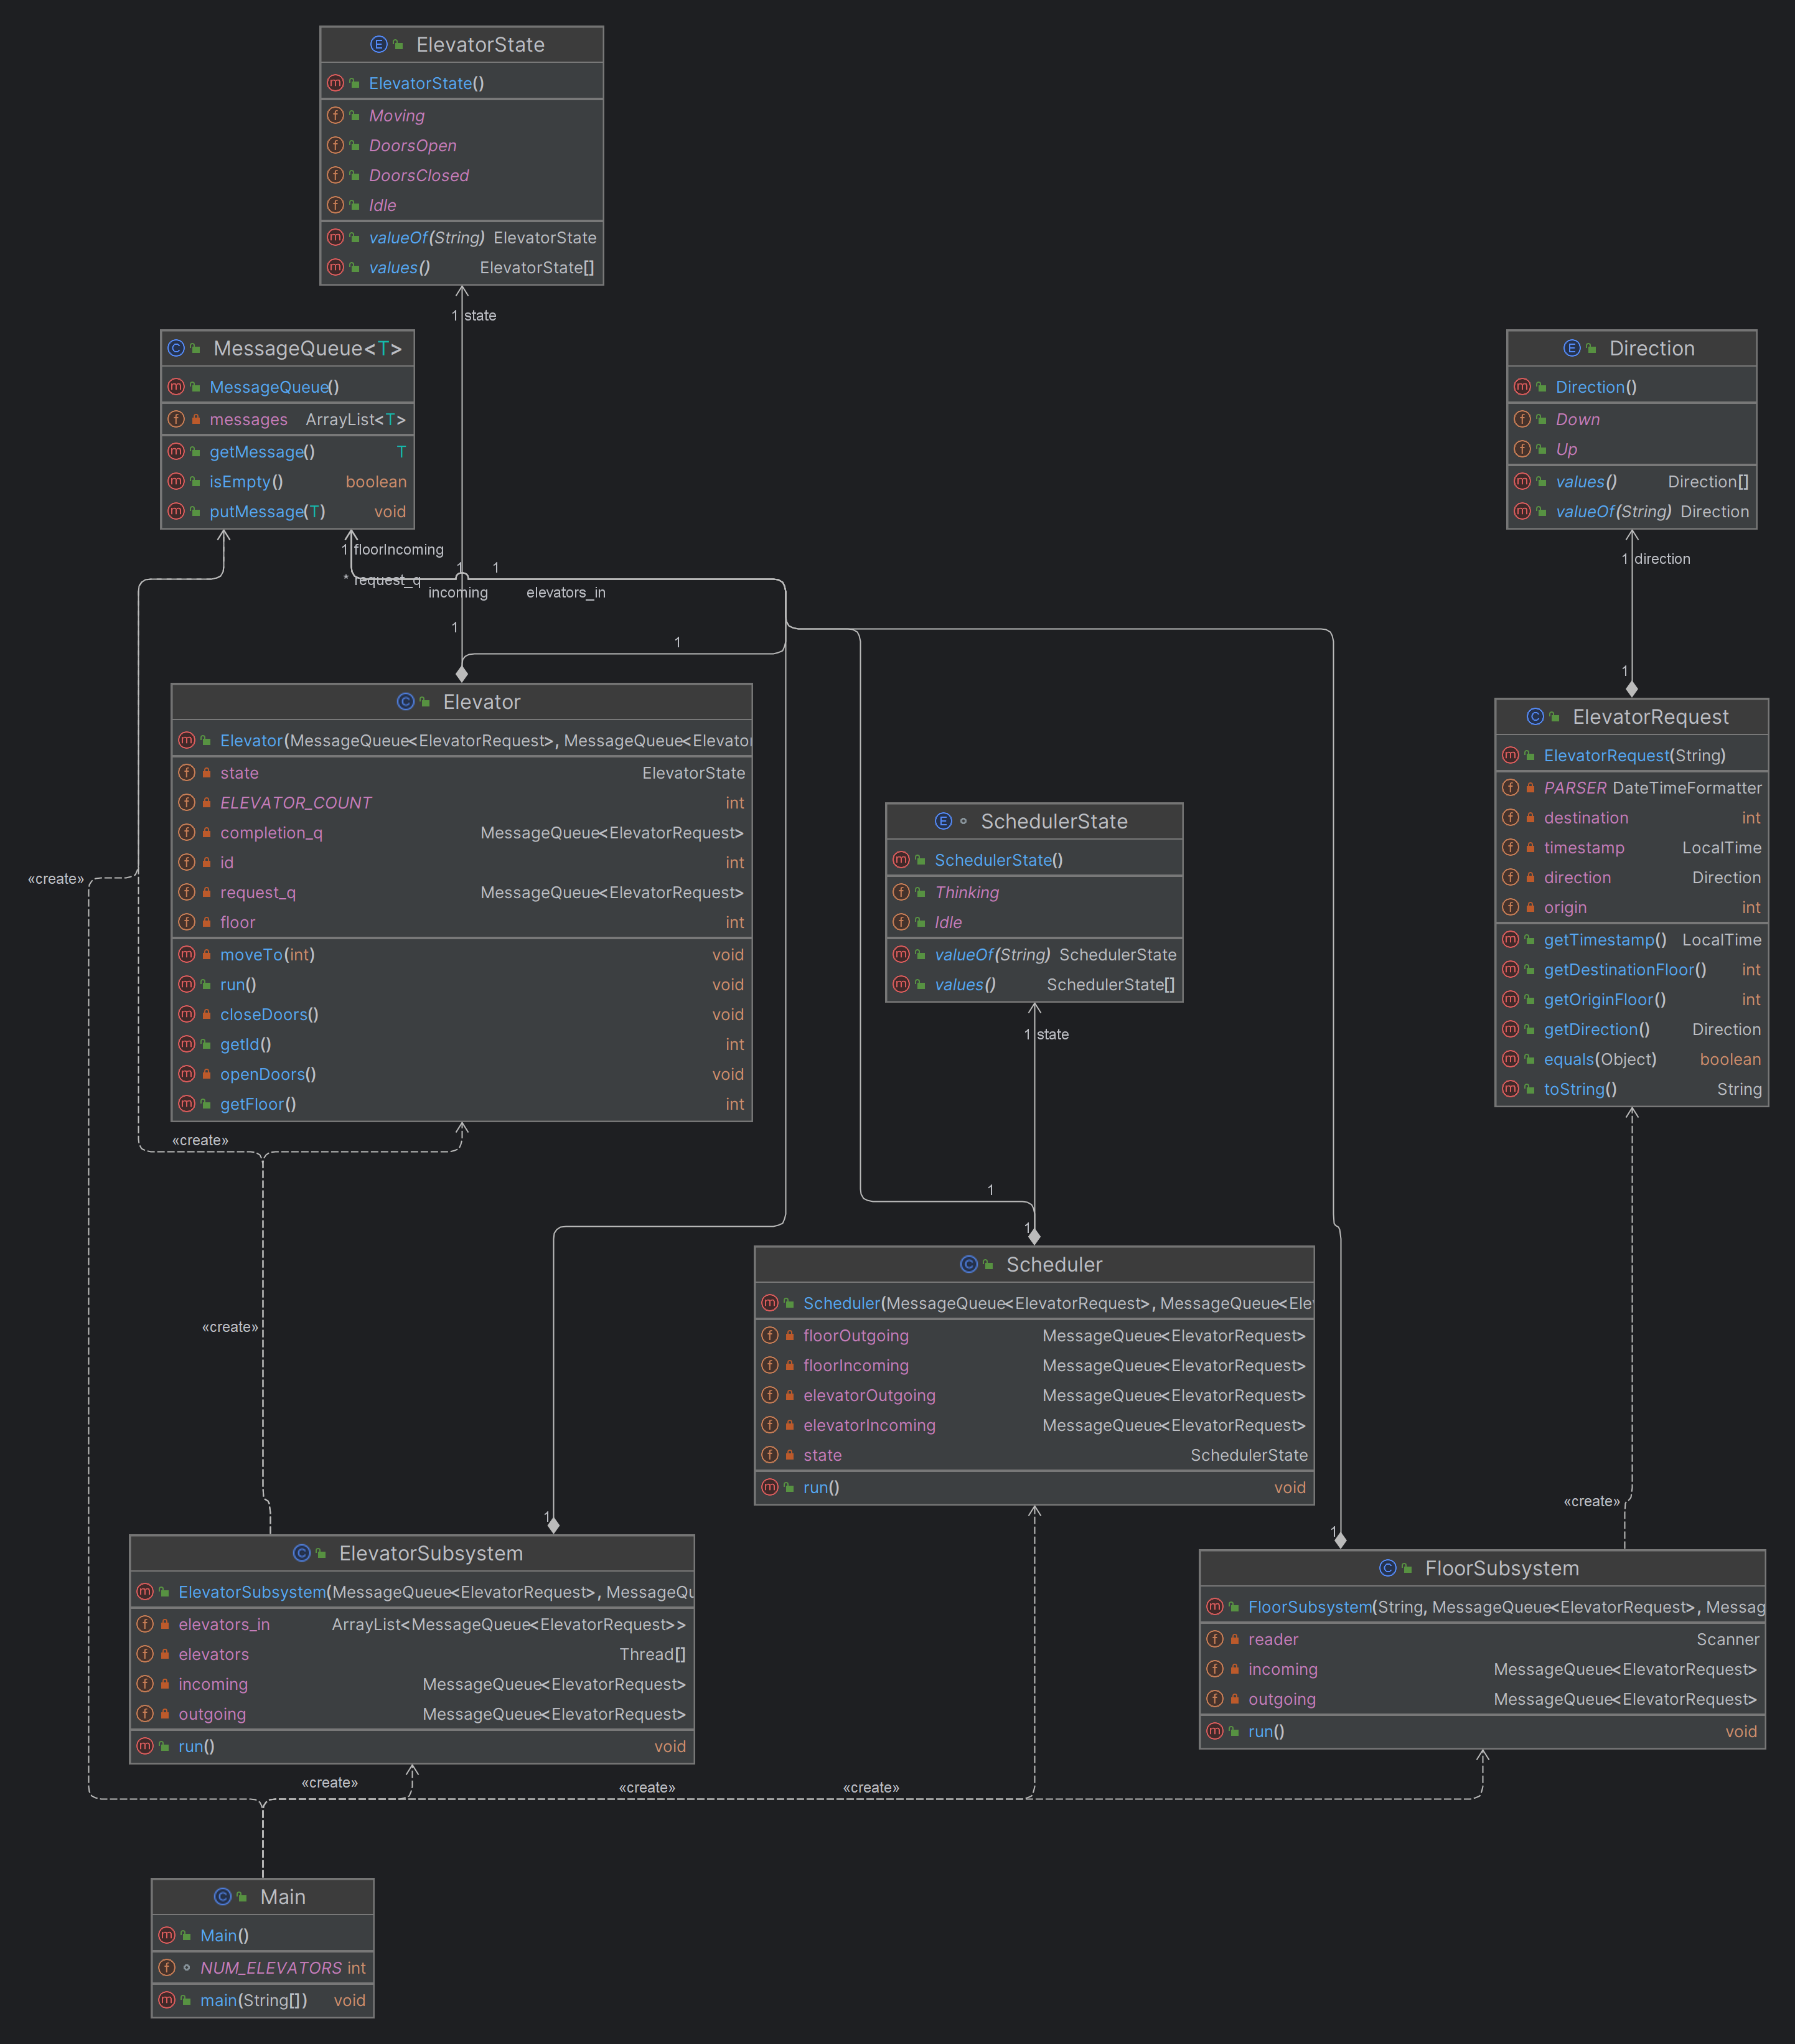 ElevatorState
ElevatorState()
Moving
DoorsOpen
DoorsClosed
Idle
valueOf(String) ElevatorState
values() ElevatorState[]
1 state
MessageQueue<T>
MessageQueue()
messages ArrayList<T>
getMessage() T
isEmpty() boolean
putMessage(T) void
Direction
Direction()
Down
Up
values() Direction[]
valueOf(String) Direction
1 floorIncoming
1 direction
1 1
* request_q
incoming elevators_in
1
1
1
Elevator
Elevator(MessageQueue<ElevatorRequest>, MessageQueue<Elevator
state ElevatorState
ELEVATOR_COUNT int
completion_q MessageQueue<ElevatorRequest>
id int
request_q MessageQueue<ElevatorRequest>
floor int
moveTo(int) void
run() void
closeDoors() void
getId() int
openDoors() void
getFloor() int
ElevatorRequest
ElevatorRequest(String)
PARSER DateTimeFormatter
destination int
timestamp LocalTime
direction Direction
origin int
getTimestamp() LocalTime
getDestinationFloor() int
getOriginFloor() int
getDirection() Direction
equals(Object) boolean
toString() String
SchedulerState
SchedulerState()
Thinking
Idle
valueOf(String) SchedulerState
values() SchedulerState[]
1 state
«create»
«create»
1
1
Scheduler
Scheduler(MessageQueue<ElevatorRequest>, MessageQueue<Ele
floorOutgoing MessageQueue<ElevatorRequest>
floorIncoming MessageQueue<ElevatorRequest>
elevatorOutgoing MessageQueue<ElevatorRequest>
elevatorIncoming MessageQueue<ElevatorRequest>
state SchedulerState
run() void
«create»
«create»
1
1
ElevatorSubsystem
ElevatorSubsystem(MessageQueue<ElevatorRequest>, MessageQu
elevators_in ArrayList<MessageQueue<ElevatorRequest>>
elevators Thread[]
incoming MessageQueue<ElevatorRequest>
outgoing MessageQueue<ElevatorRequest>
run() void
FloorSubsystem
FloorSubsystem(String, MessageQueue<ElevatorRequest>, Messag
reader Scanner
incoming MessageQueue<ElevatorRequest>
outgoing MessageQueue<ElevatorRequest>
run() void
«create» «create» «create»
Main
Main()
NUM_ELEVATORS int
main(String[]) void